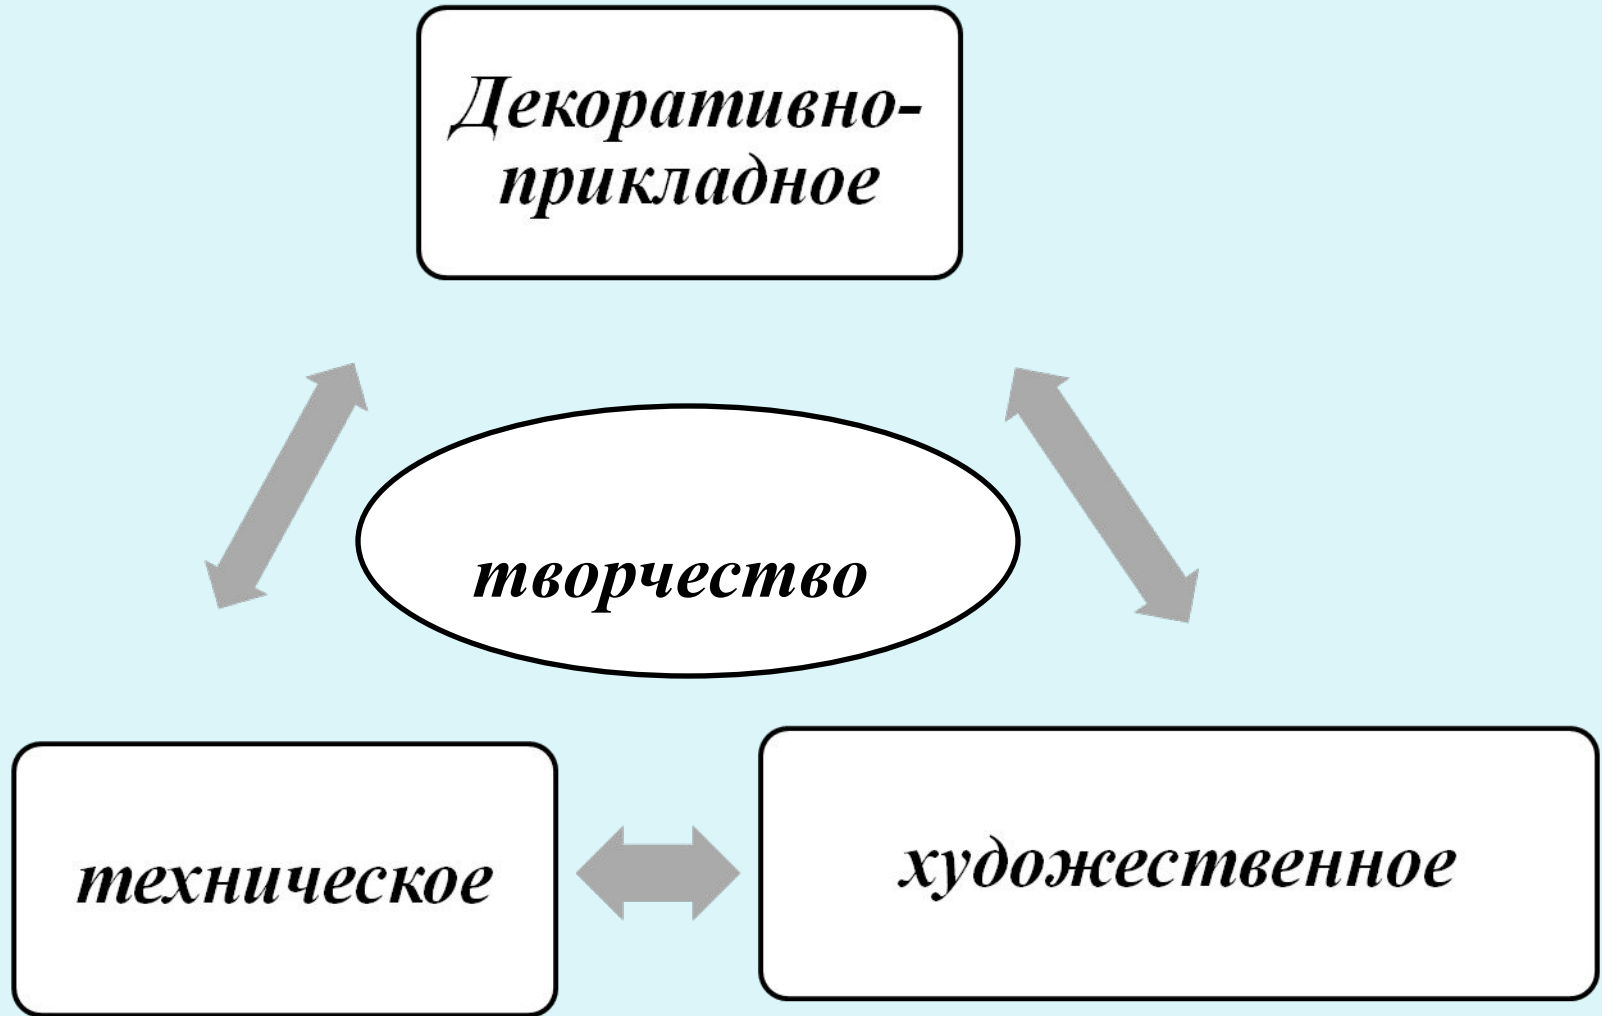 Декоративно-
прикладное
творчество
техническое
художественное